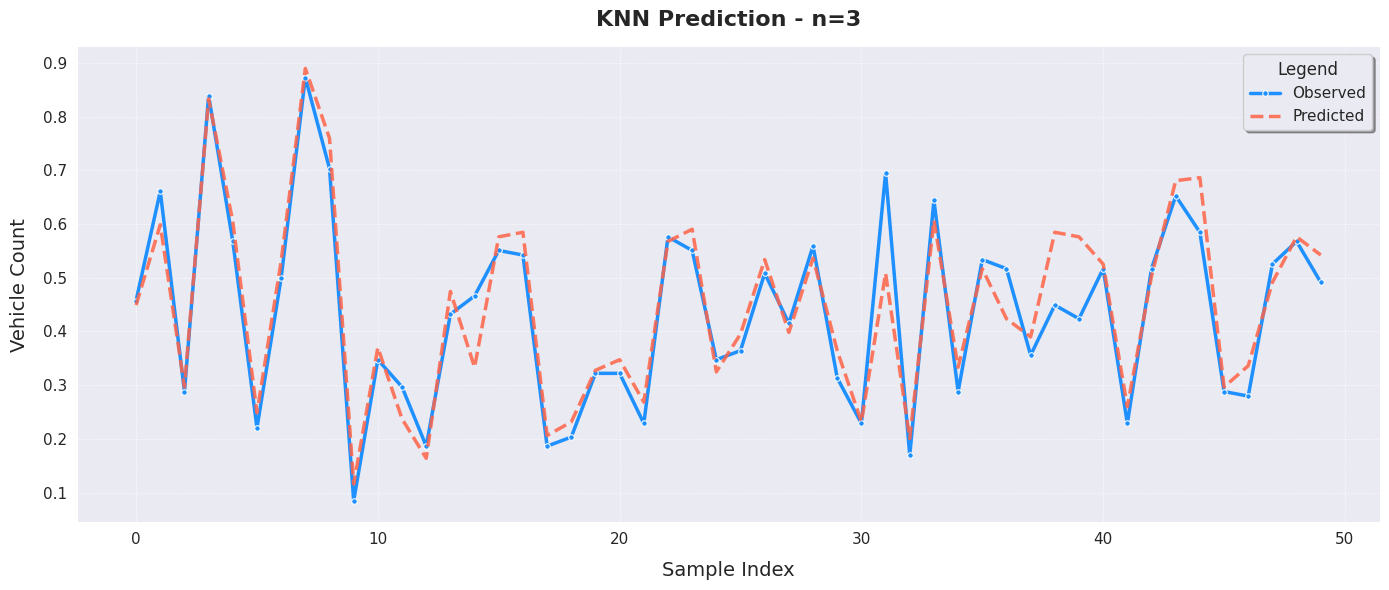 KNN Prediction - n=3
Vehicle Count
0.9
0.8
0.7
0.6
0.5
0.4
0.3
0.2
0.1
Legend
Observed
Predicted
0 10 20 30 40 50
Sample Index